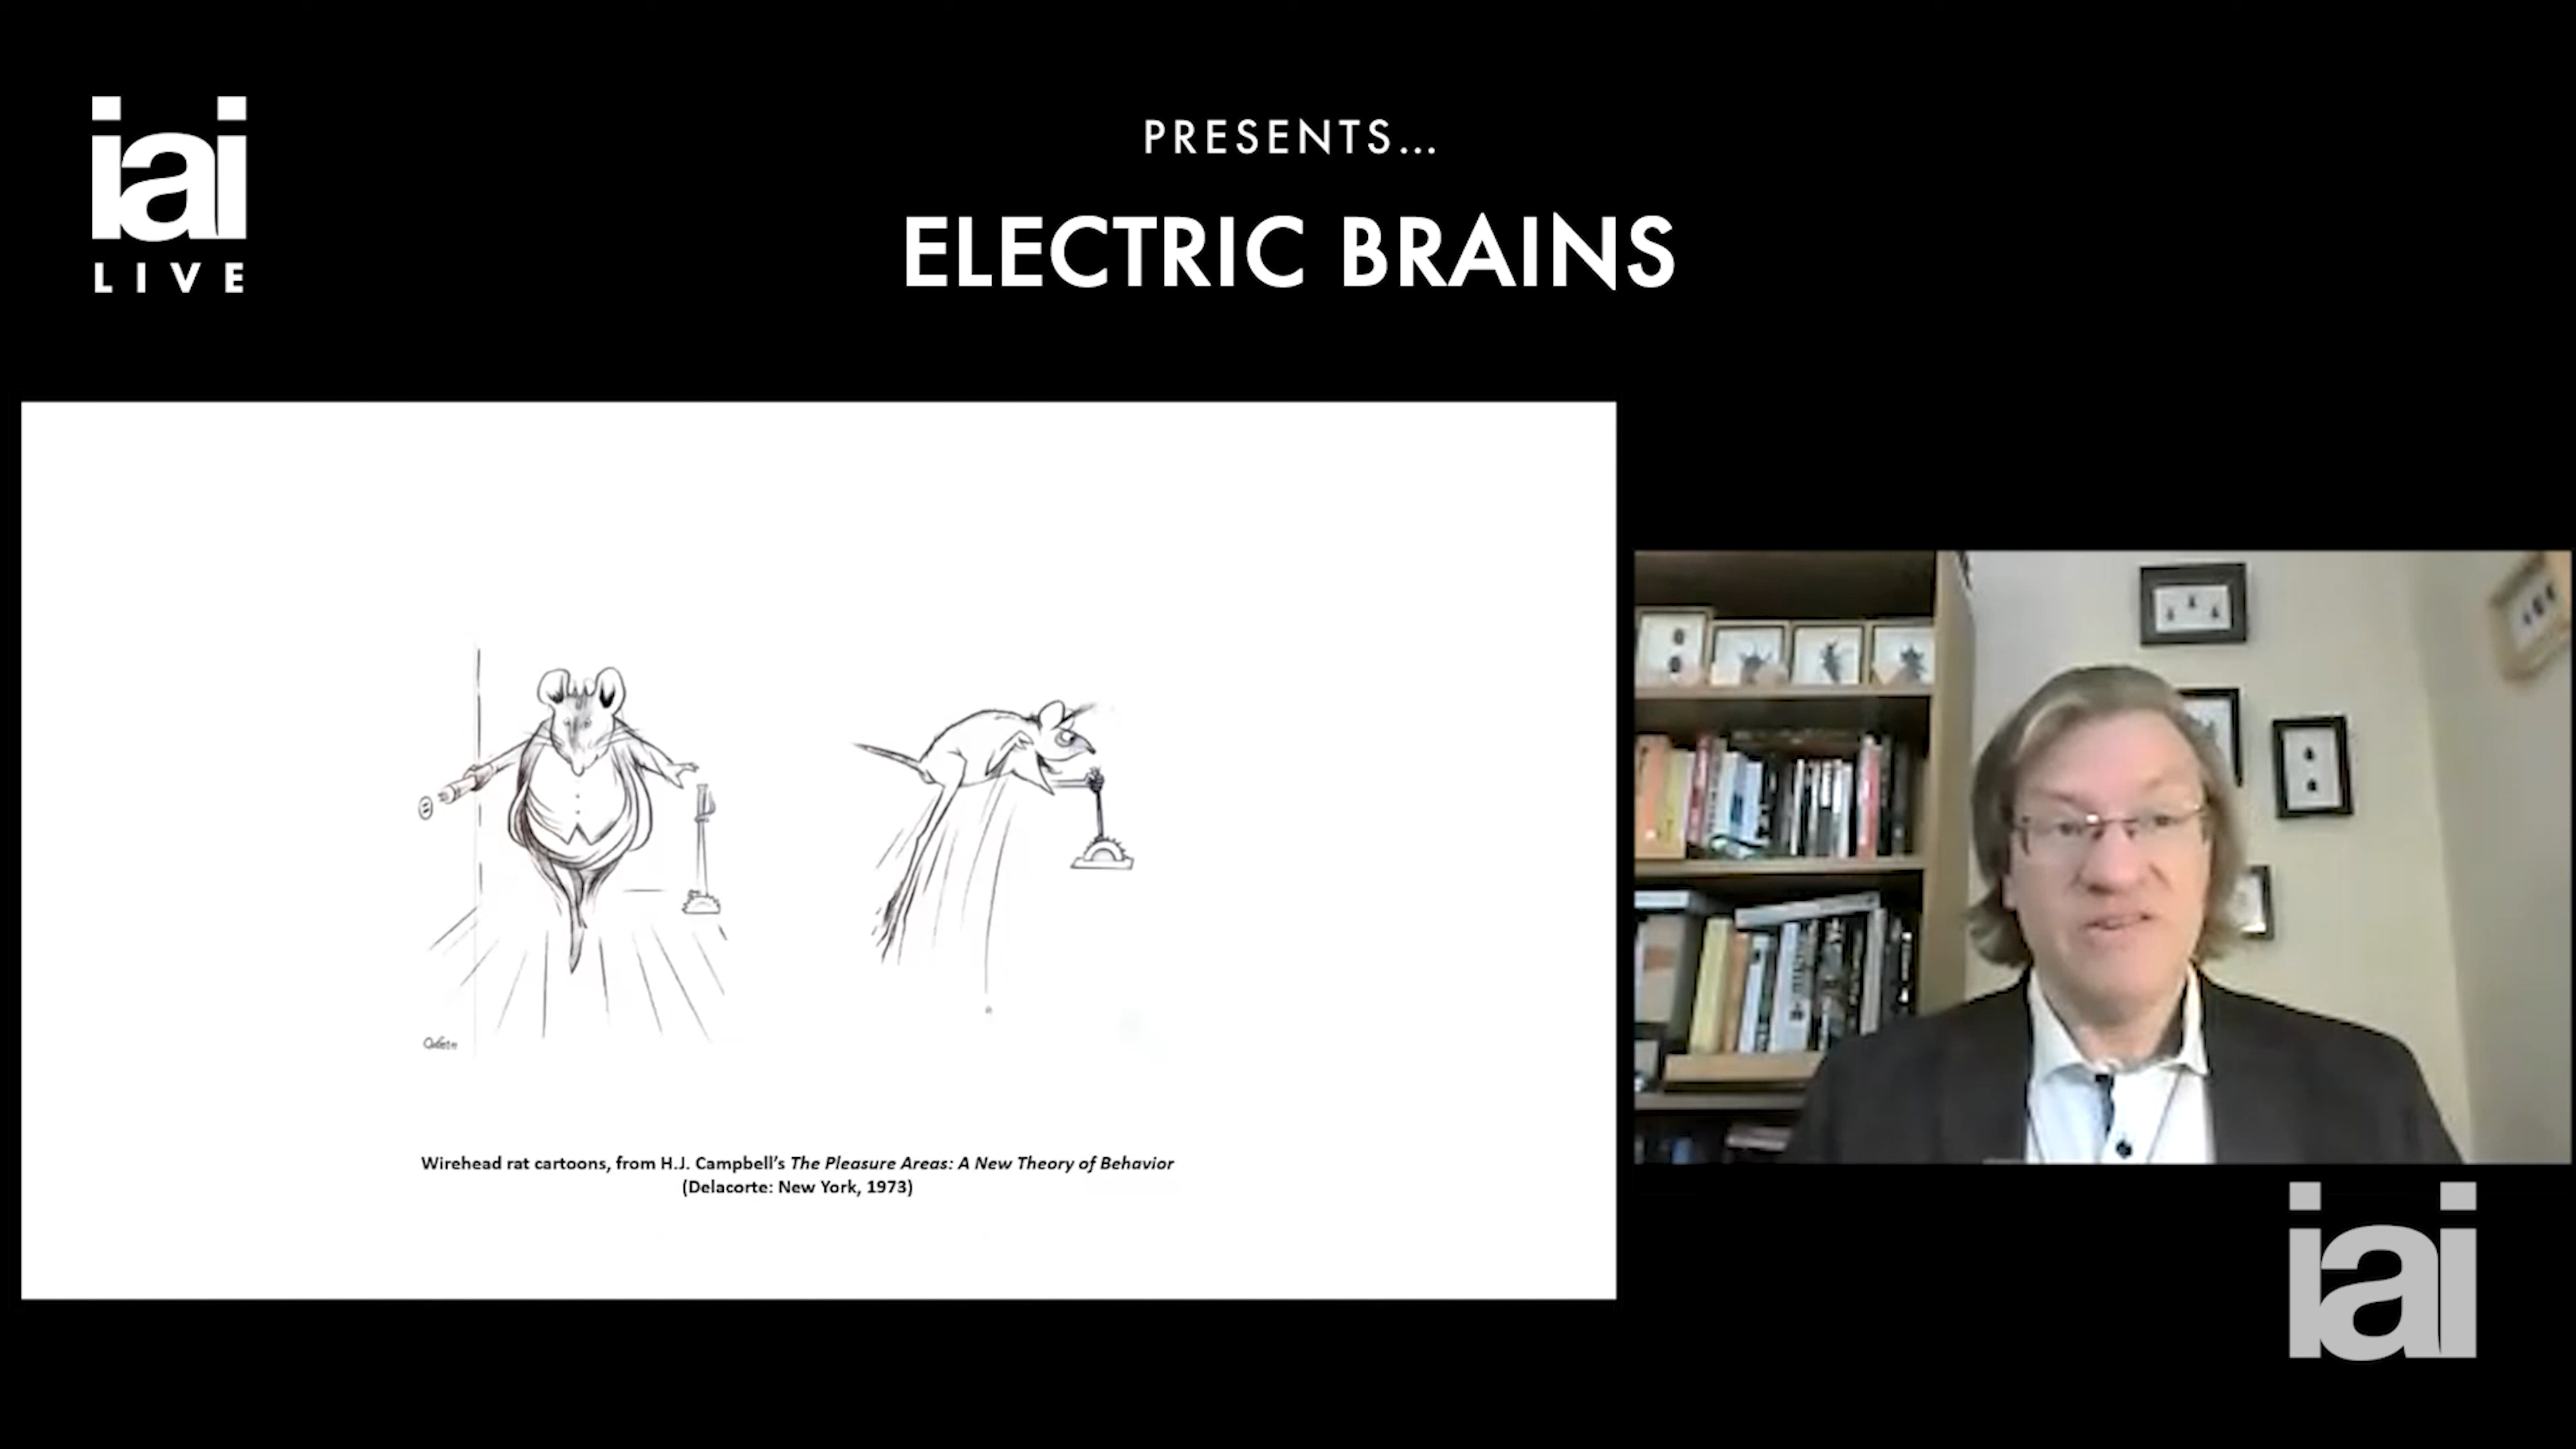 iai
LIVE
PRESENTS...
ELECTRIC BRAINS
Wirehead rat cartoons, from H.J. Campbell's The Pleasure Areas: A New Theory of Behavior
(Delacorte: New York, 1973)
iai